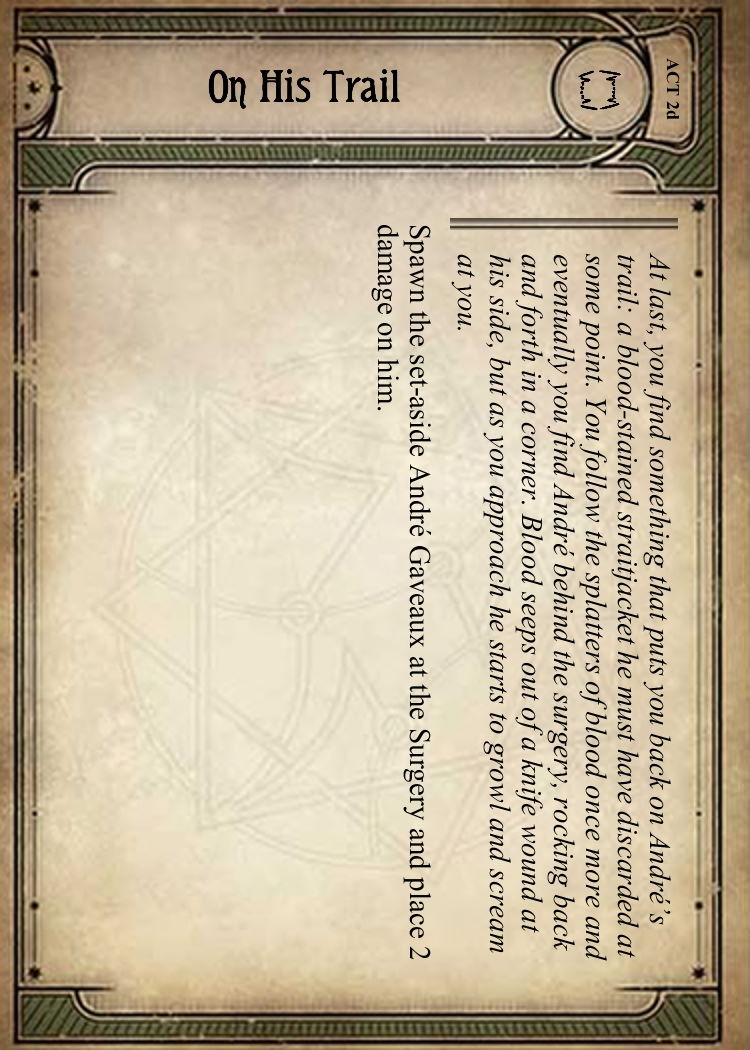 ACT 2d
On His Trail
At last, you find something that puts you back on André's
trail: a blood-stained straitjacket he must have discarded at
some point. You follow the splatters of blood once more and
eventually you find André behind the surgery, rocking back
and forth in a corner. Blood seeps out of a knife wound at
his side, but as you approach he starts to growl and scream
at you.
Spawn the set-aside André Gaveaux at the Surgery and place 2
damage on him.